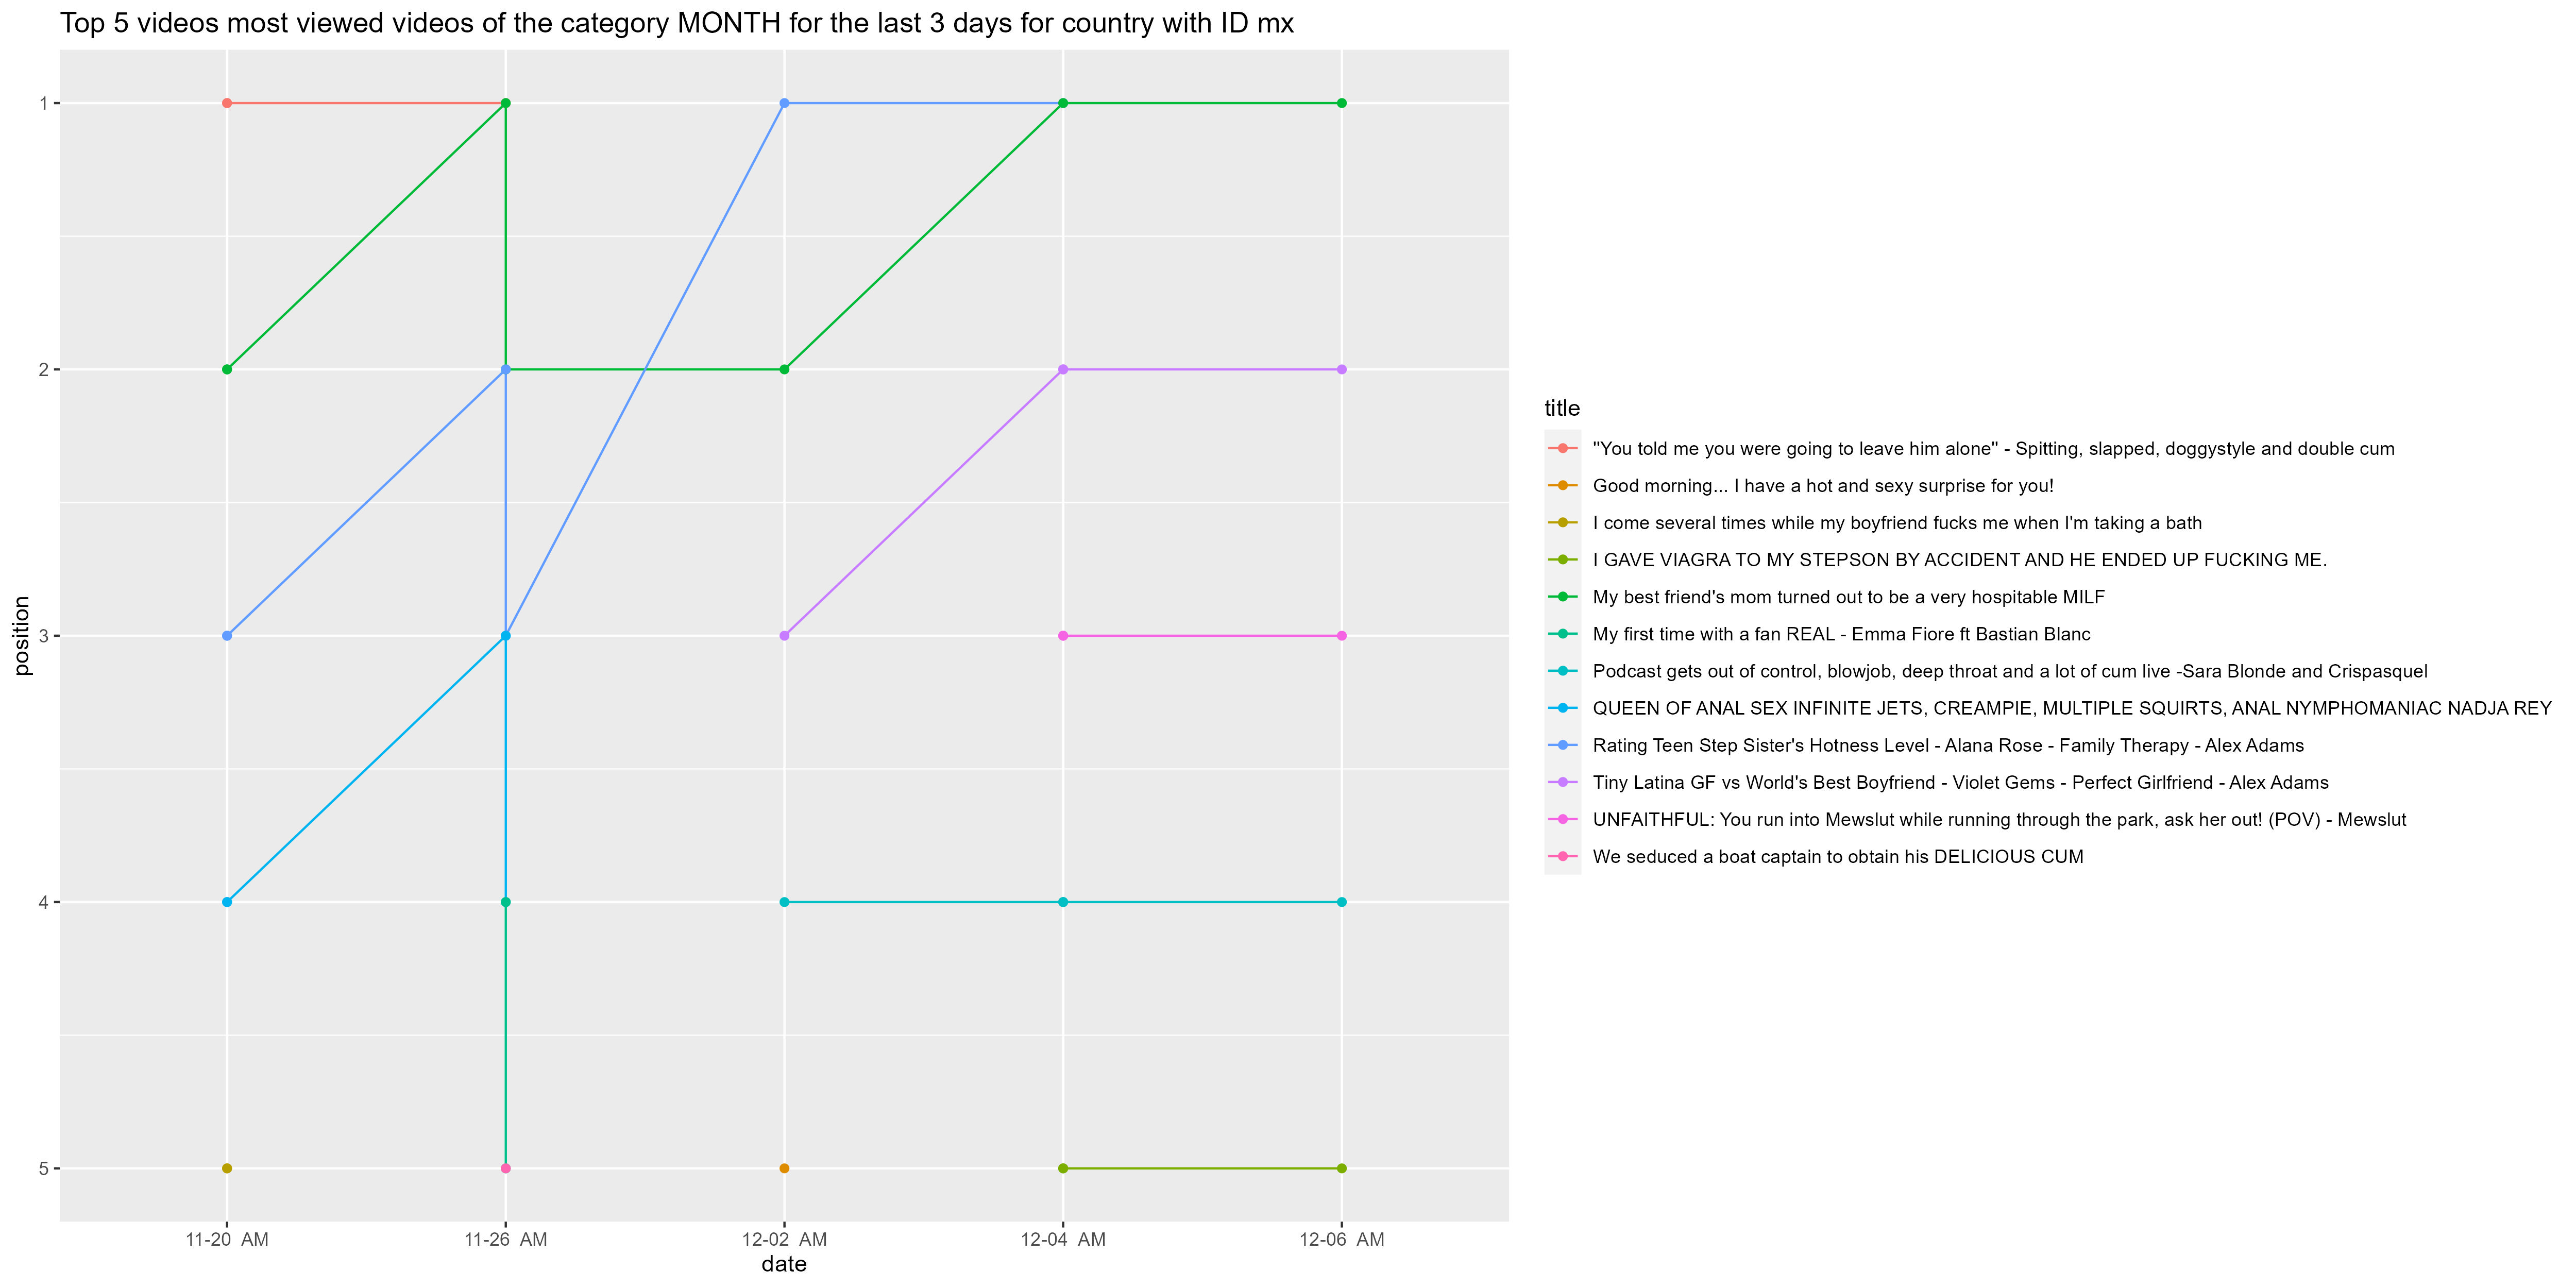 Top 5 videos most viewed videos of the category MONTH for the last 3 days for country with ID mx
position
1
2
3
4
5
11-20  AM
11-26  AM
12-02  AM
12-04  AM
12-06  AM
date
title
"You told me you were going to leave him alone" - Spitting, slapped, doggystyle and double cum
Good morning... I have a hot and sexy surprise for you!
I come several times while my boyfriend fucks me when I'm taking a bath
I GAVE VIAGRA TO MY STEPSON BY ACCIDENT AND HE ENDED UP FUCKING ME.
My best friend's mom turned out to be a very hospitable MILF
My first time with a fan REAL - Emma Fiore ft Bastian Blanc
Podcast gets out of control, blowjob, deep throat and a lot of cum live -Sara Blonde and Crispasquel
QUEEN OF ANAL SEX INFINITE JETS, CREAMPIE, MULTIPLE SQUIRTS, ANAL NYMPHOMANIAC NADJA REY
Rating Teen Step Sister's Hotness Level - Alana Rose - Family Therapy - Alex Adams
Tiny Latina GF vs World's Best Boyfriend - Violet Gems - Perfect Girlfriend - Alex Adams
UNFAITHFUL: You run into Mewslut while running through the park, ask her out! (POV) - Mewslut
We seduced a boat captain to obtain his DELICIOUS CUM